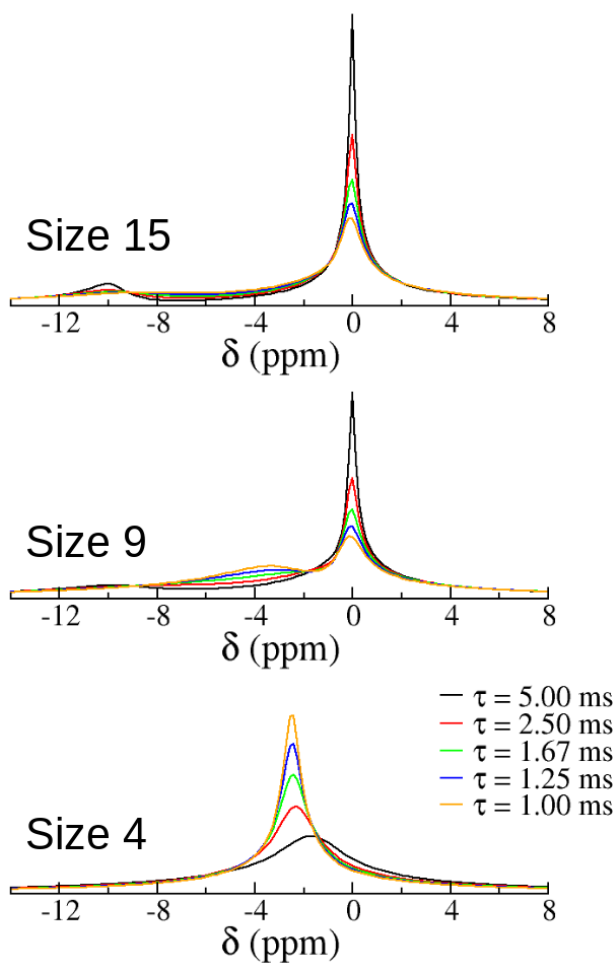 Size 15
-12 -8 -4 0 4 8
δ (ppm)
Size 9
-12 -8 -4 0 4 8
δ (ppm)
τ = 5.00 ms
τ = 2.50 ms
τ = 1.67 ms
τ = 1.25 ms
τ = 1.00 ms
Size 4
-12 -8 -4 0 4 8
δ (ppm)